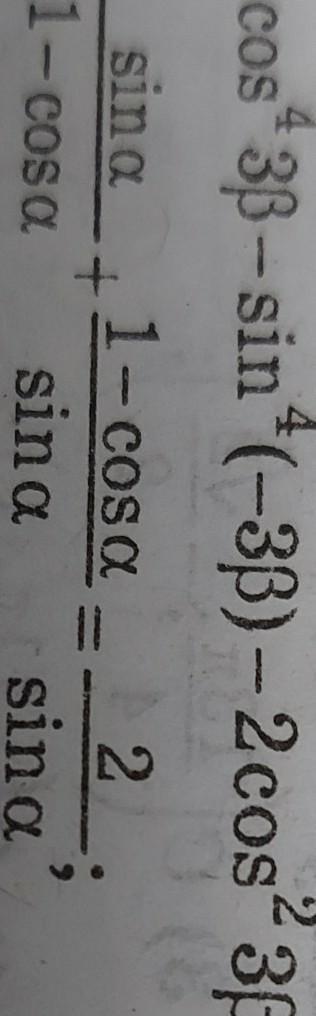 cos⁴ 3β − sin⁴ (−3β) − 2cos² 3β
sin α / (1 − cos α) + (1 − cos α) / sin α = 2 / sin α ;